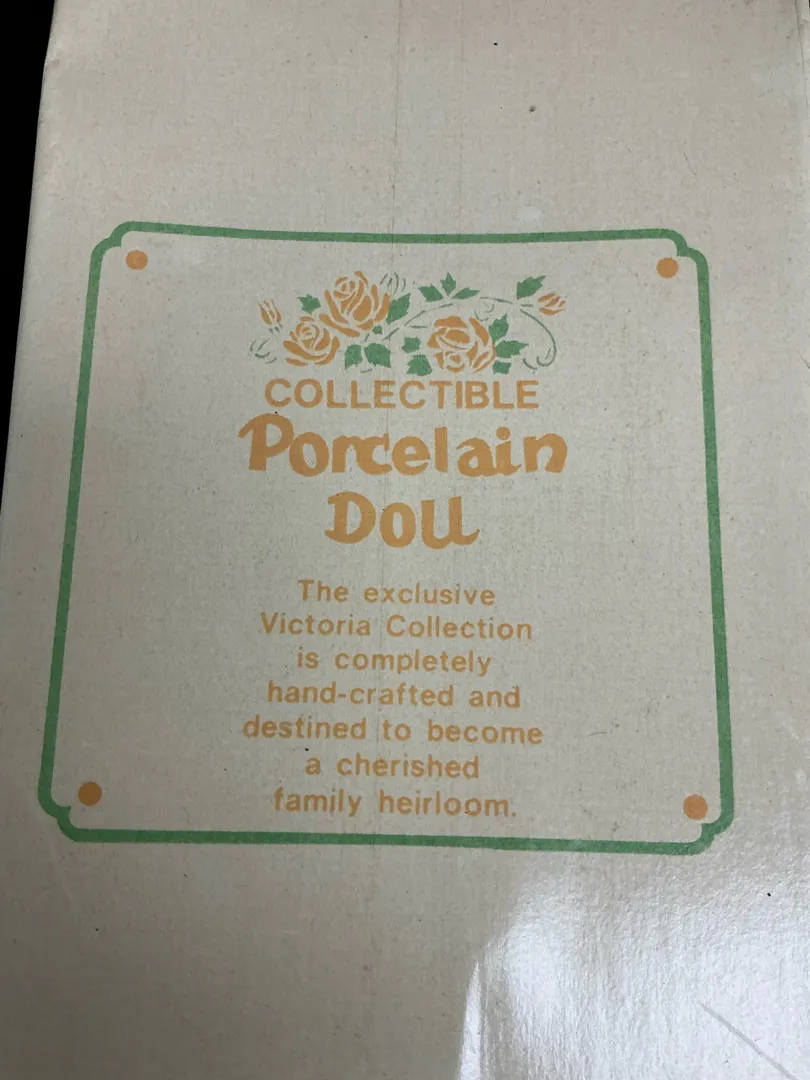 COLLECTIBLE
Porcelain
Doll
The exclusive
Victoria Collection
is completely
hand-crafted and
destined to become
a cherished
family heirloom.